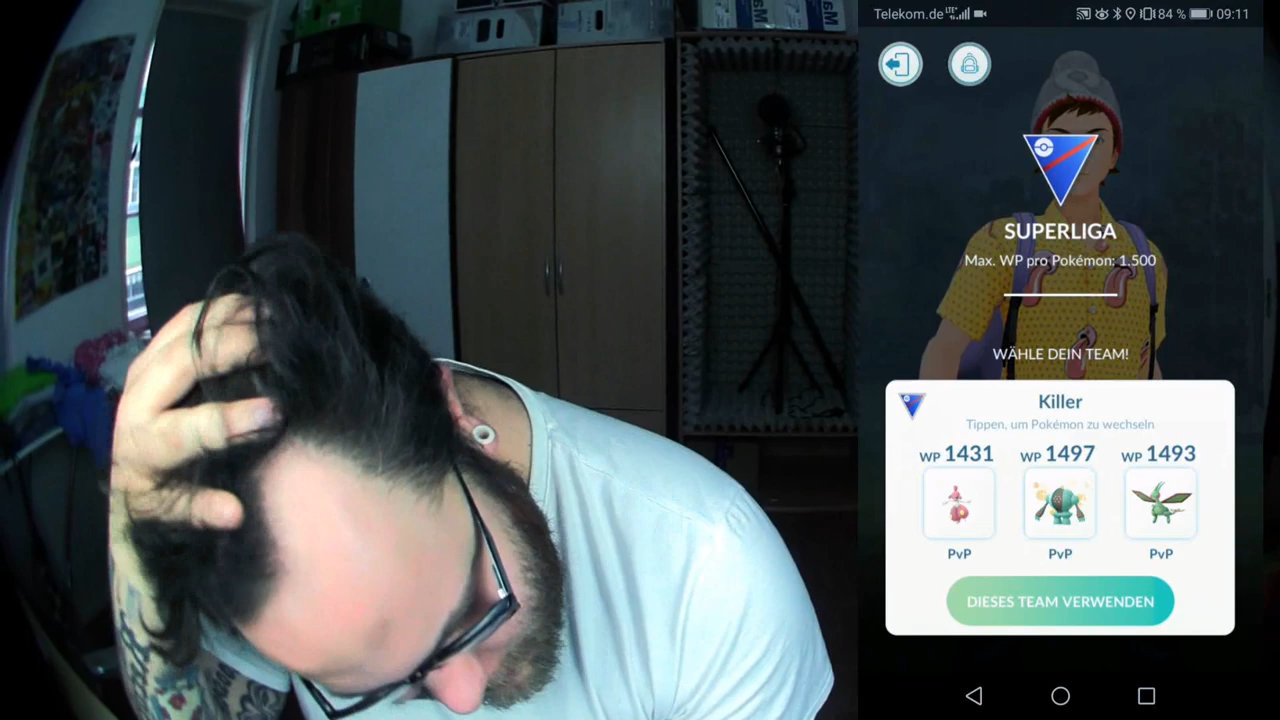 Telekom.de LTE+ 84 % 09:11
SUPERLIGA
Max. WP pro Pokémon: 1.500
WÄHLE DEIN TEAM!
Killer
Tippen, um Pokémon zu wechseln
WP 1431 WP 1497 WP 1493
PvP PvP PvP
DIESES TEAM VERWENDEN